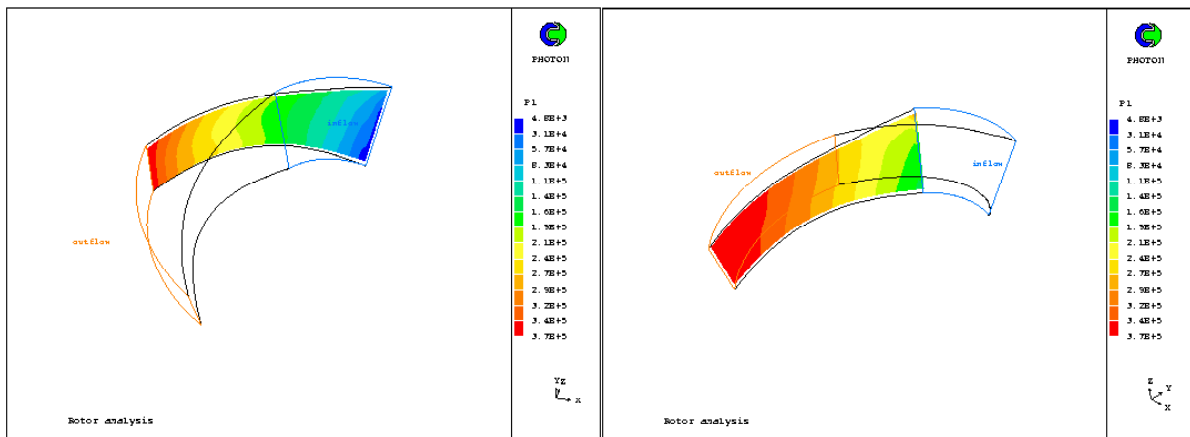 PHOTON
P1
4.8E+3
3.1E+4
5.7E+4
8.3E+4
1.1E+5
1.4E+5
1.6E+5
1.9E+5
2.1E+5
2.4E+5
2.7E+5
2.9E+5
3.2E+5
3.4E+5
3.7E+5
inflow
outflow
Y Z
X
Rotor analysis
PHOTON
P1
4.8E+3
3.1E+4
5.7E+4
8.3E+4
1.1E+5
1.4E+5
1.6E+5
1.9E+5
2.1E+5
2.4E+5
2.7E+5
2.9E+5
3.2E+5
3.4E+5
3.7E+5
inflow
outflow
Z Y
X
Rotor analysis